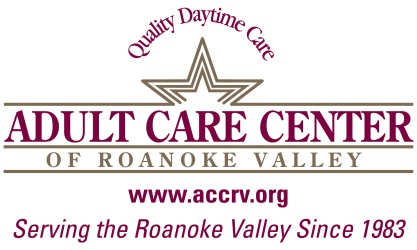 Quality Daytime Care
ADULT CARE CENTER
OF ROANOKE VALLEY
www.accrv.org
Serving the Roanoke Valley Since 1983